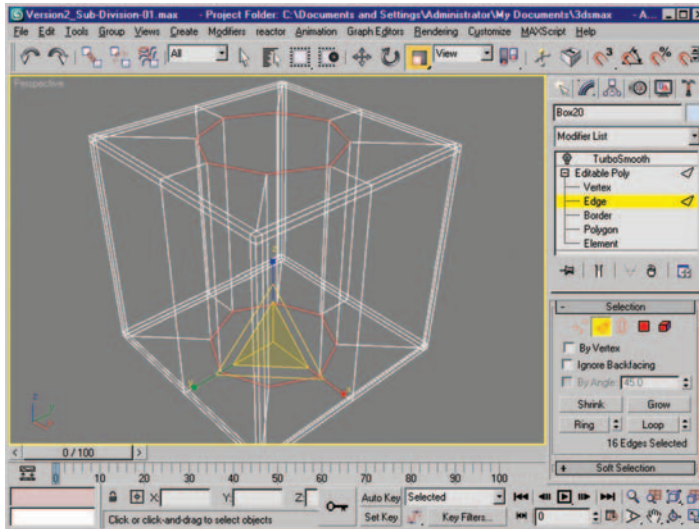 Version2_Sub-Division-01.max - Project Folder: C:\Documents and Settings\Administrator\My Documents\3dsmax - A...
File Edit Tools Group Views Create Modifiers reactor Animation Graph Editors Rendering Customize MAXScript Help
All
View
Perspective
Box20
Modifier List
TurboSmooth
Editable Poly
Vertex
Edge
Border
Polygon
Element
Selection
By Vertex
Ignore Backfacing
By Angle: 45.0
Shrink Grow
Ring Loop
16 Edges Selected
Soft Selection
0 / 100
0 10 20 30 40 50 60 70 80 90 100
X: Y: Z: Auto Key Selected
Click or click-and-drag to select objects Set Key Key Filters... 0